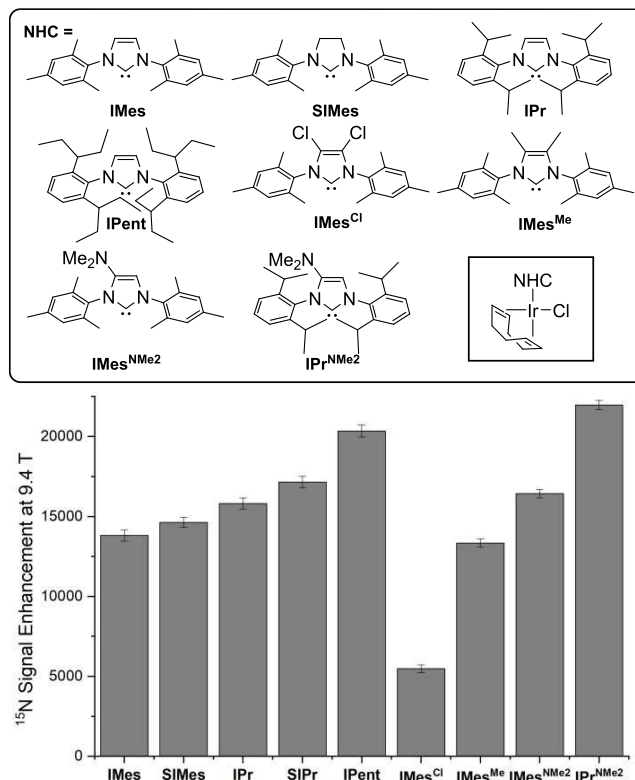 NHC =
N N
N N
N N
IMes
SIMes
IPr
Cl Cl
N N
N N
N N
IPent
IMes^Cl
IMes^Me
Me₂N
Me₂N
N N
N N
NHC
Ir Cl
IMes^NMe2
IPr^NMe2
¹⁵N Signal Enhancement at 9.4 T
20000
15000
10000
5000
0
IMes SIMes IPr SIPr IPent IMes^Cl IMes^Me IMes^NMe2 IPr^NMe2